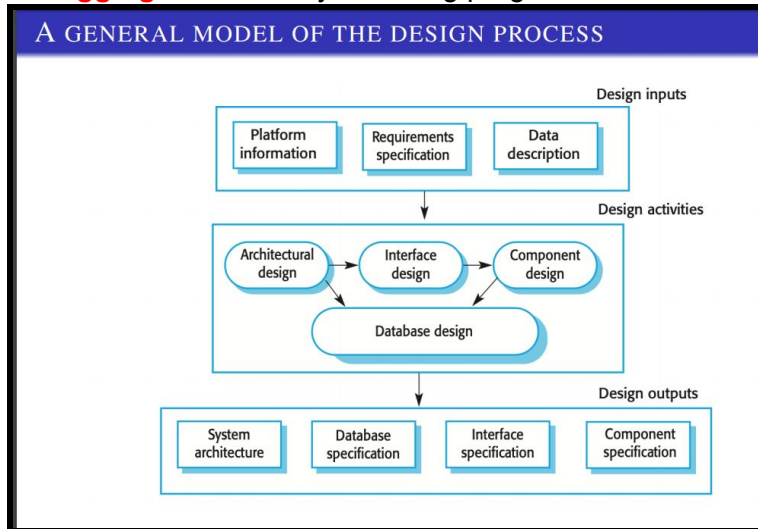 A GENERAL MODEL OF THE DESIGN PROCESS
Design inputs
Platform
information
Requirements
specification
Data
description
Design activities
Architectural
design
Interface
design
Component
design
Database design
Design outputs
System
architecture
Database
specification
Interface
specification
Component
specification